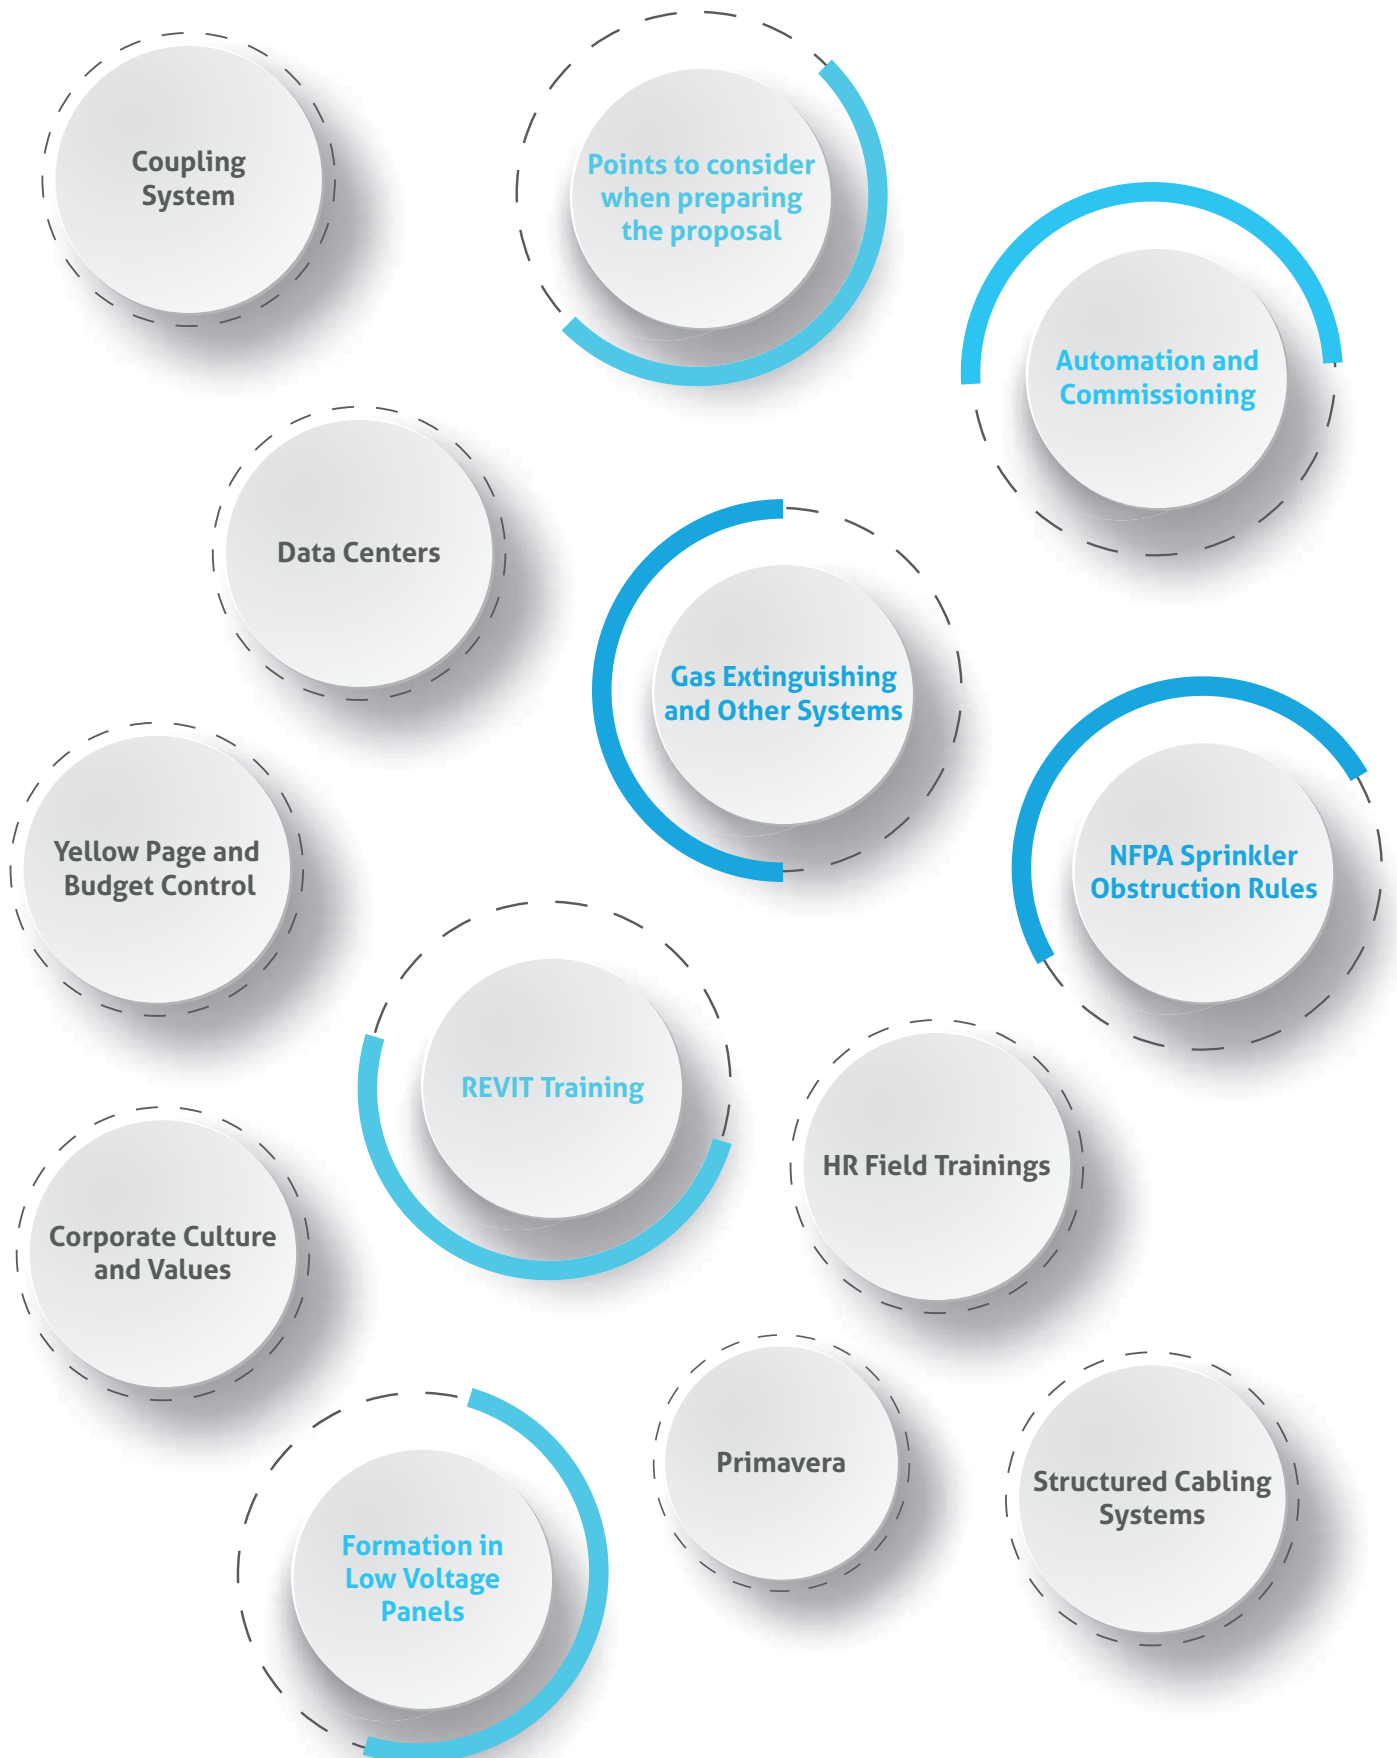 Coupling
System
Points to consider
when preparing
the proposal
Automation and
Commissioning
Data Centers
Gas Extinguishing
and Other Systems
Yellow Page and
Budget Control
NFPA Sprinkler
Obstruction Rules
REVIT Training
HR Field Trainings
Corporate Culture
and Values
Primavera
Structured Cabling
Systems
Formation in
Low Voltage
Panels